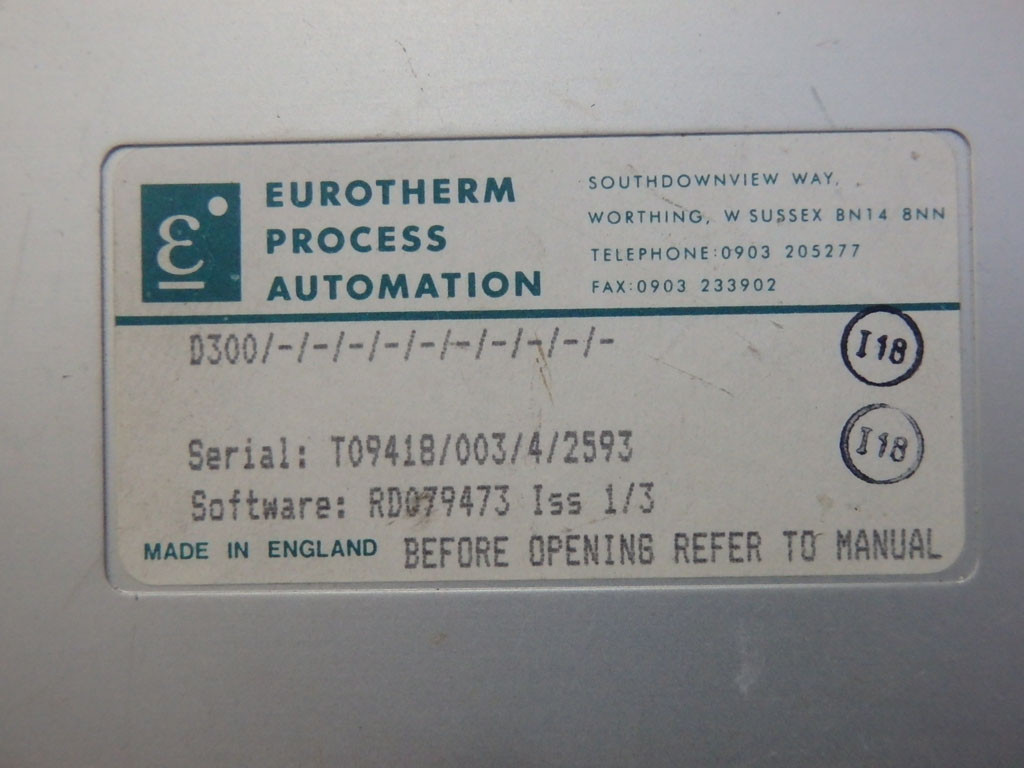 ε
EUROTHERM
PROCESS
AUTOMATION
SOUTHDOWNVIEW WAY,
WORTHING, W SUSSEX BN14 8NN
TELEPHONE:0903 205277
FAX:0903 233902
D300/-/-/-/-/-/-/-/-/-/-
I18
I18
Serial: T09418/003/4/2593
Software: RD079473 Iss 1/3
MADE IN ENGLAND BEFORE OPENING REFER TO MANUAL